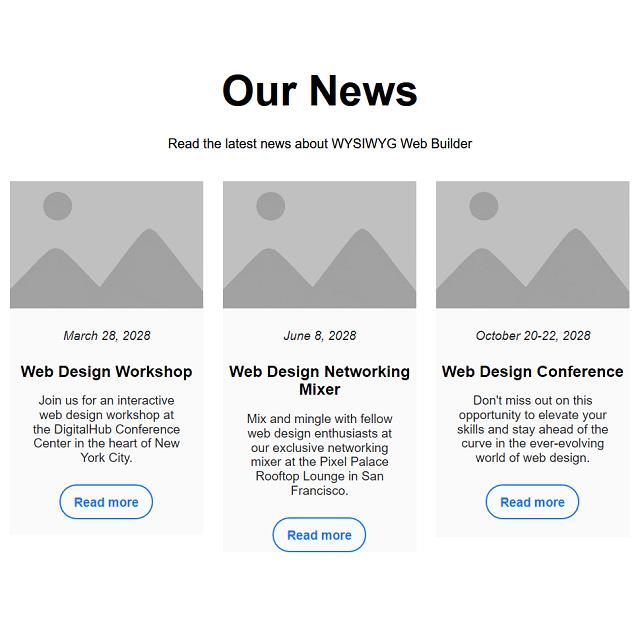 Our News
Read the latest news about WYSIWYG Web Builder
March 28, 2028
Web Design Workshop
Join us for an interactive
web design workshop at
the DigitalHub Conference
Center in the heart of New
York City.
Read more
June 8, 2028
Web Design Networking
Mixer
Mix and mingle with fellow
web design enthusiasts at
our exclusive networking
mixer at the Pixel Palace
Rooftop Lounge in San
Francisco.
Read more
October 20-22, 2028
Web Design Conference
Don't miss out on this
opportunity to elevate your
skills and stay ahead of the
curve in the ever-evolving
world of web design.
Read more